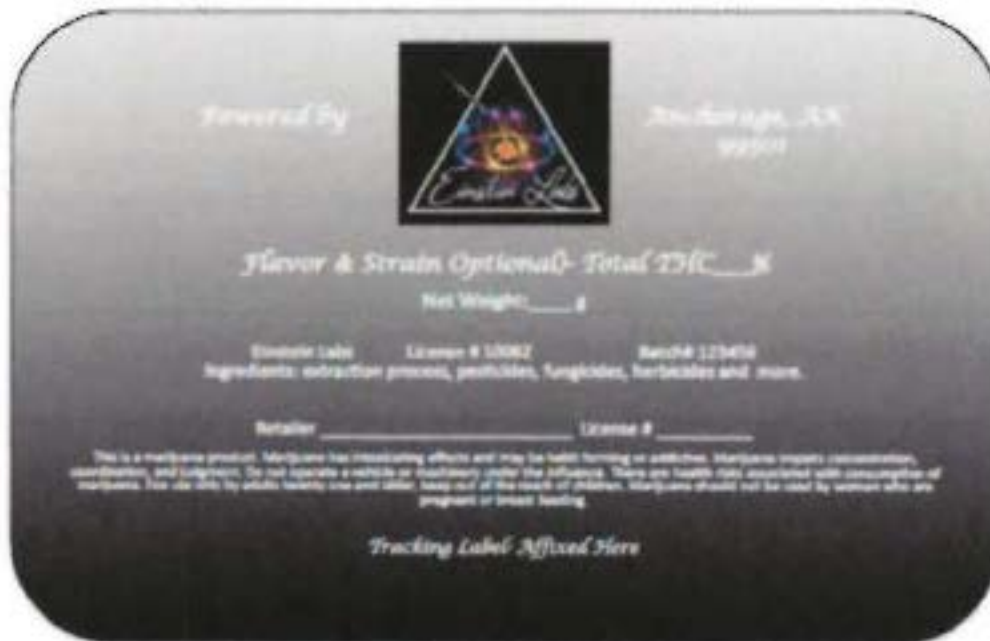 Powered By
Anchorage, AK
99501
Einstein Labs
Flavor & Strain Optional)- Total THC___%
Net Weight:_____g
Einstein Labs License # 10082 Batch# 123456
Ingredients: extraction process, pesticides, fungicides, herbicides and more.
Retailer ____________________________ License # __________
This is a marijuana product. Marijuana has intoxicating effects and may be habit forming or addictive. Marijuana impairs concentration,
coordination, and judgment. Do not operate a vehicle or machinery under the influence. There are health risks associated with consumption of
marijuana. For use only by adults twenty-one and older. Keep out of the reach of children. Marijuana should not be used by women who are
pregnant or breast feeding.
Tracking Label Affixed Here